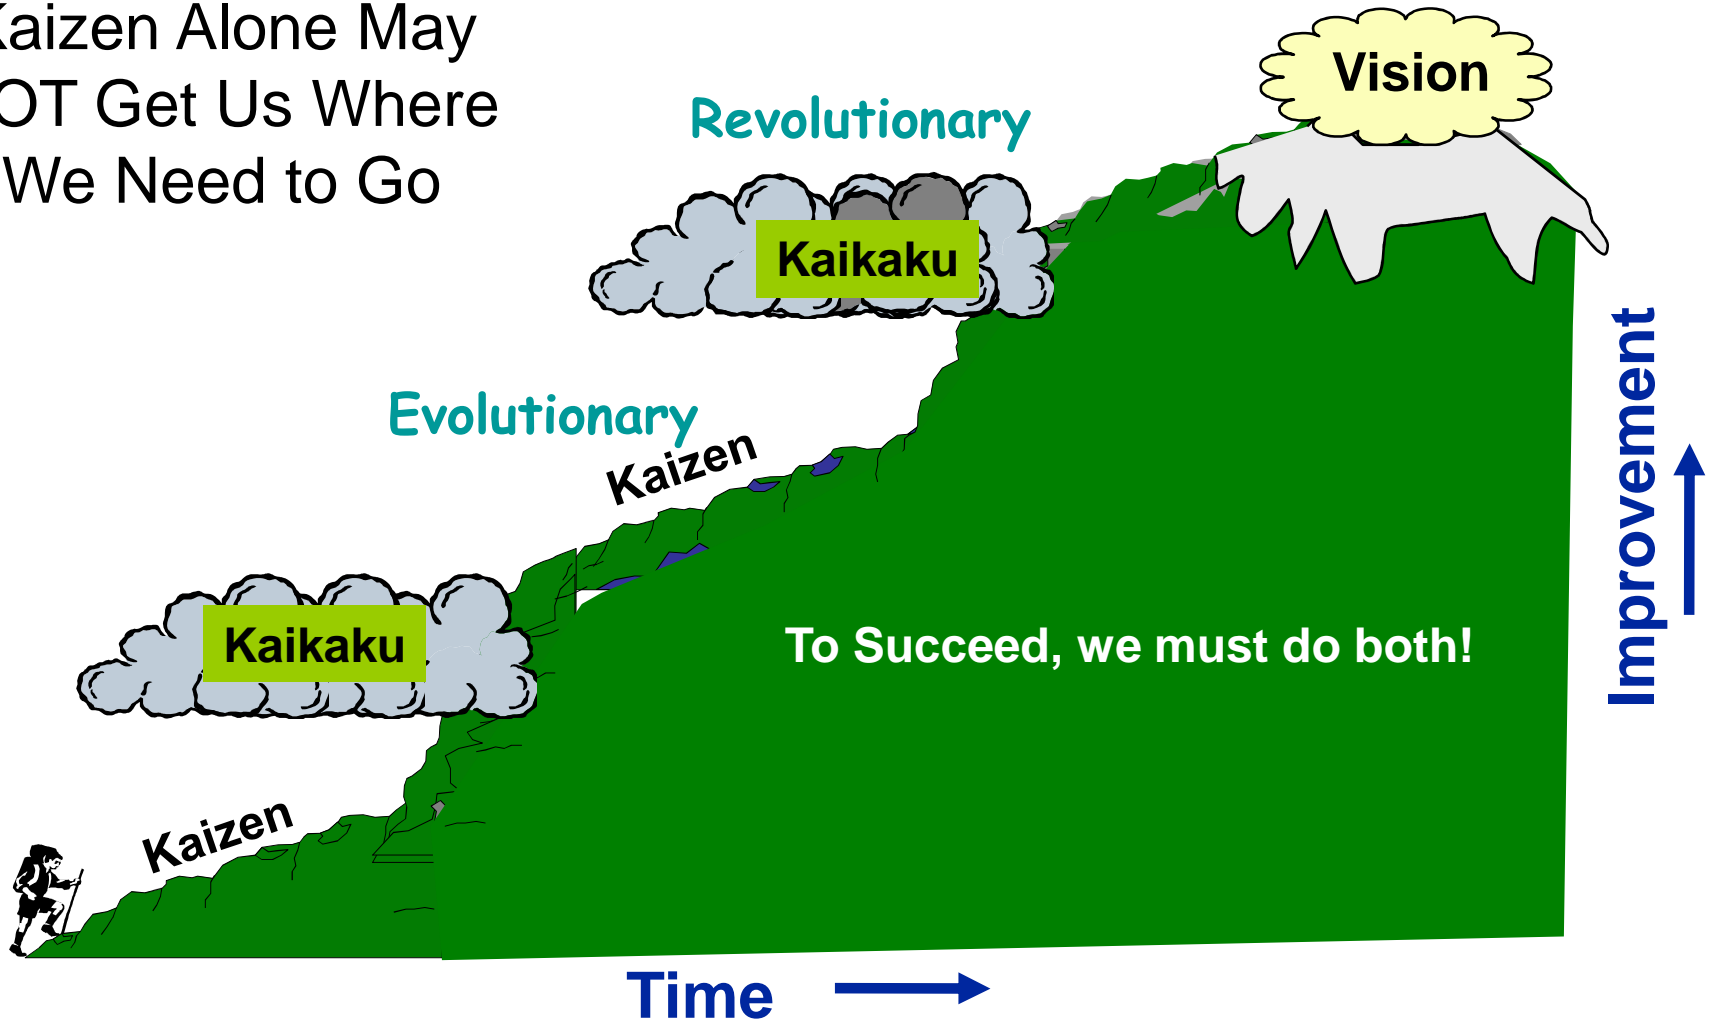 Kaizen Alone May
OT Get Us Where
We Need to Go
Vision
Revolutionary
Kaikaku
Evolutionary
Kaizen
Kaikaku
To Succeed, we must do both!
Improvement
Kaizen
Time